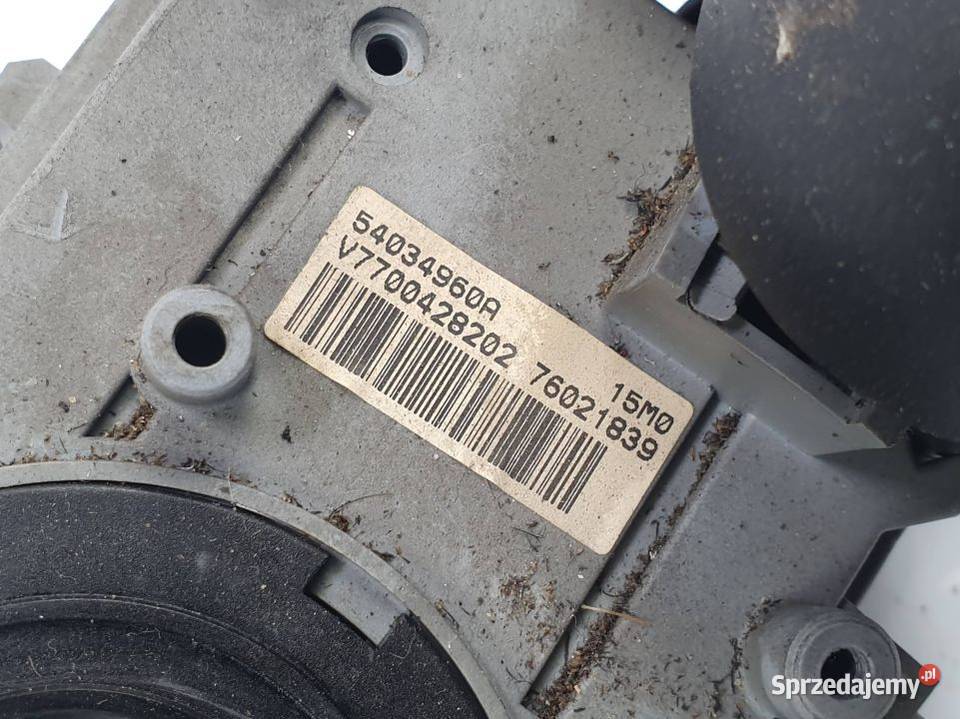 54034960A 15M0
V7700428202 76021839
Sprzedajemy.pl